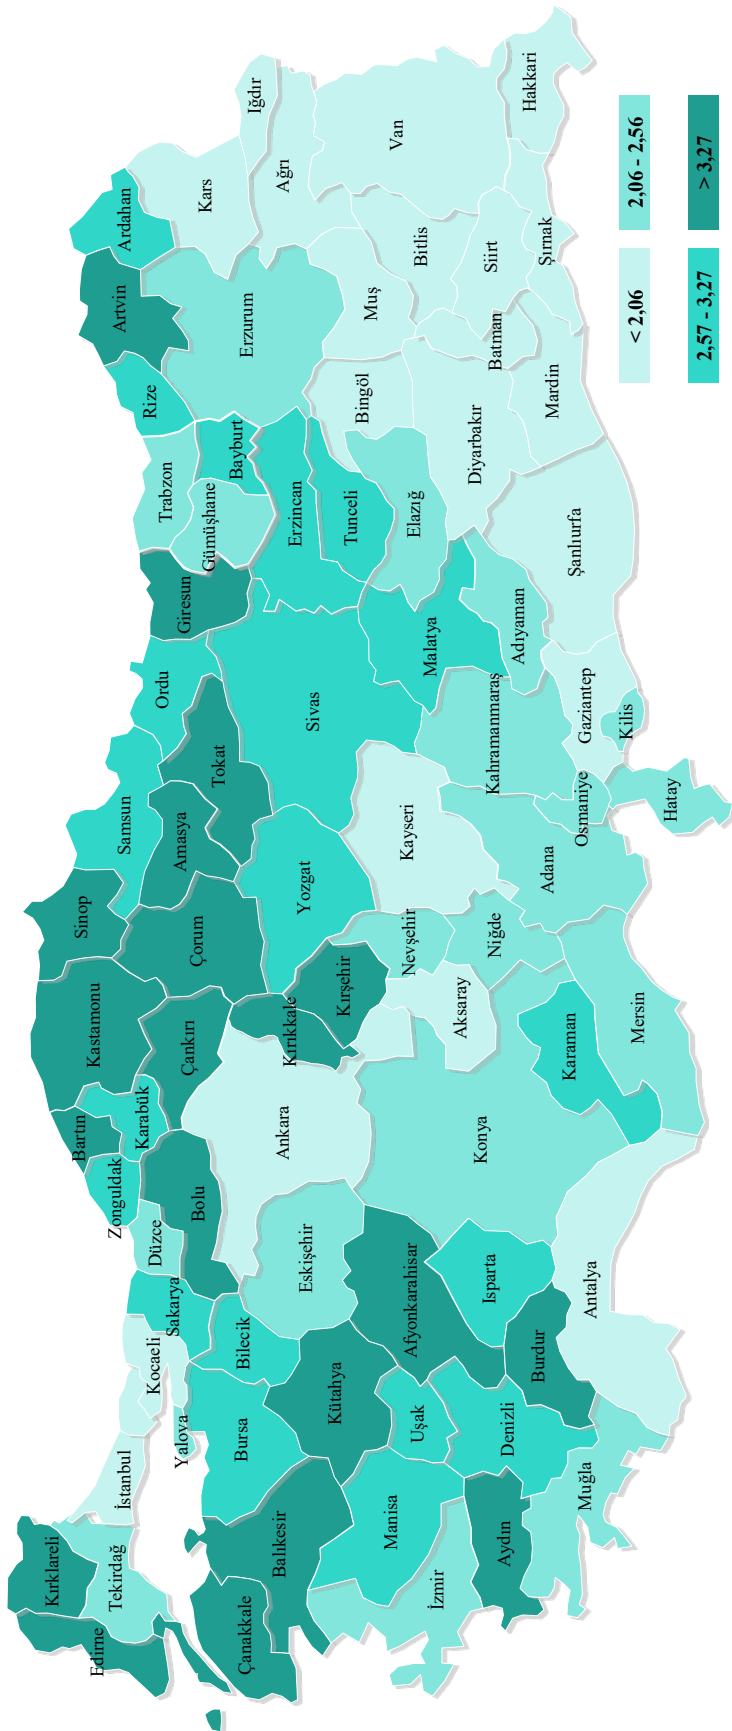 Kırklareli
Edirne
Tekirdağ
İstanbul
Kocaeli
Yalova
Sakarya
Düzce
Zonguldak
Bartın
Karabük
Kastamonu
Sinop
Samsun
Ordu
Giresun
Trabzon
Rize
Artvin
Ardahan
Çanakkale
Balıkesir
Bursa
Bilecik
Bolu
Çankırı
Çorum
Amasya
Tokat
Gümüşhane
Bayburt
Erzincan
Erzurum
Kars
Iğdır
Ağrı
Kütahya
Eskişehir
Ankara
Kırıkkale
Kırşehir
Yozgat
Sivas
Tunceli
Bingöl
Muş
Bitlis
Van
Hakkari
İzmir
Manisa
Uşak
Afyonkarahisar
Konya
Aksaray
Nevşehir
Niğde
Kayseri
Malatya
Elazığ
Diyarbakır
Batman
Siirt
Şırnak
Aydın
Denizli
Isparta
Burdur
Muğla
Antalya
Karaman
Mersin
Adana
Kahramanmaraş
Osmaniye
Hatay
Gaziantep
Kilis
Adıyaman
Şanlıurfa
Mardin
< 2,06
2,06 - 2,56
2,57 - 3,27
> 3,27